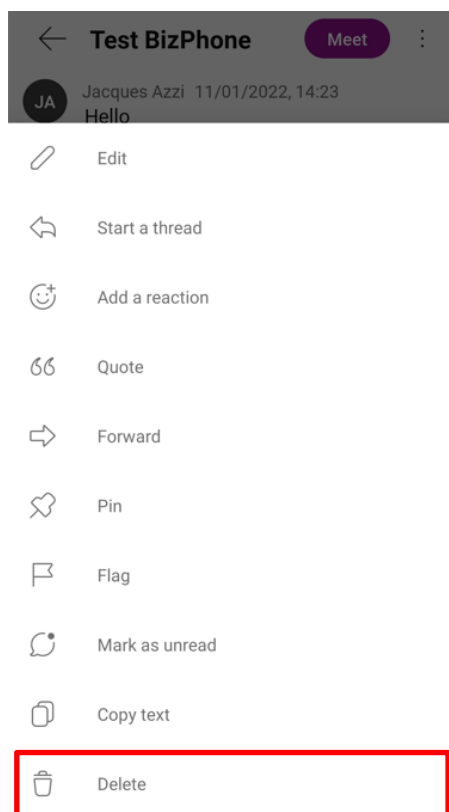 Test BizPhone Meet
JA Jacques Azzi 11/01/2022, 14:23
Hello
Edit
Start a thread
Add a reaction
Quote
Forward
Pin
Flag
Mark as unread
Copy text
Delete